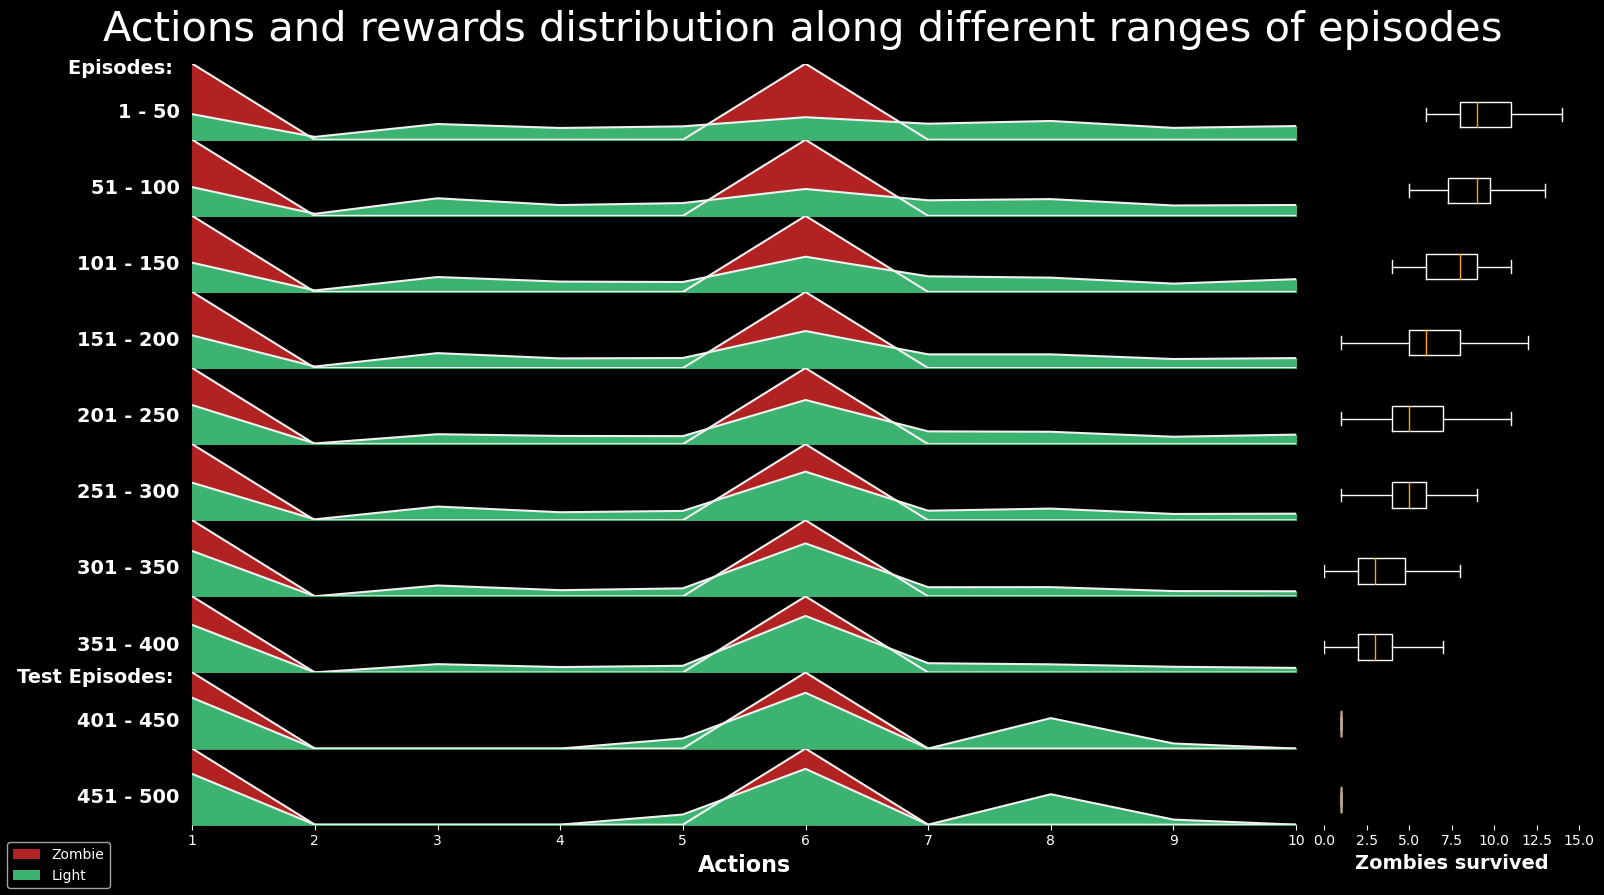 Actions and rewards distribution along different ranges of episodes
Episodes:
1 - 50
51 - 100
101 - 150
151 - 200
201 - 250
251 - 300
301 - 350
351 - 400
Test Episodes:
401 - 450
451 - 500
1 2 3 4 5 6 7 8 9 10
0.0 2.5 5.0 7.5 10.0 12.5 15.0
Actions
Zombies survived
Zombie
Light